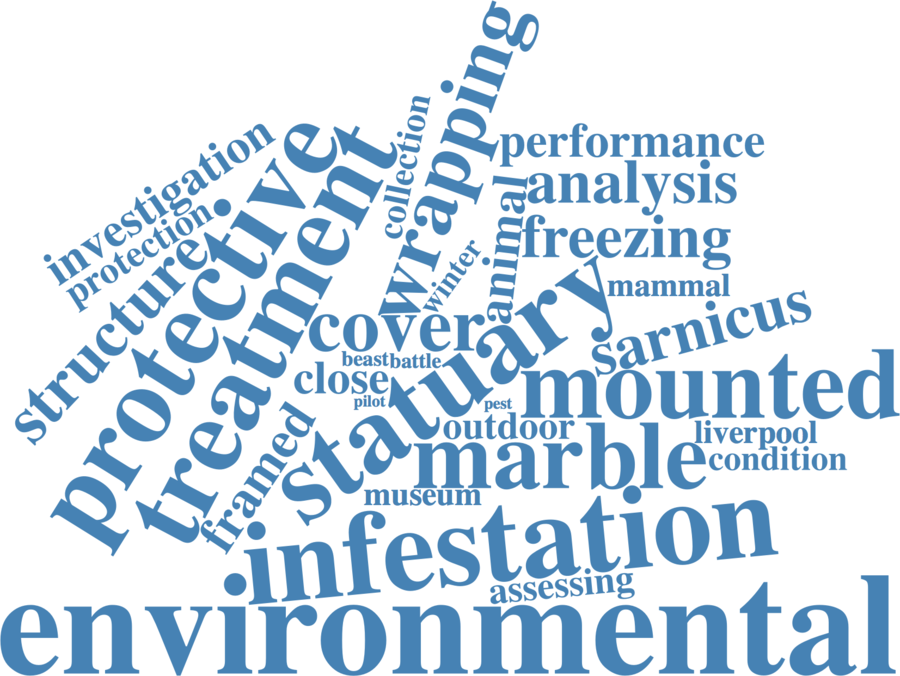 wrapping
collection
investigation
protective
treatment
performance
analysis
protection
animal
freezing
structure
winter
mammal
statuary
cover
sarnicus
beast
battle
close
mounted
pilot
pest
framed
outdoor
marble
liverpool
condition
museum
infestation
assessing
environmental